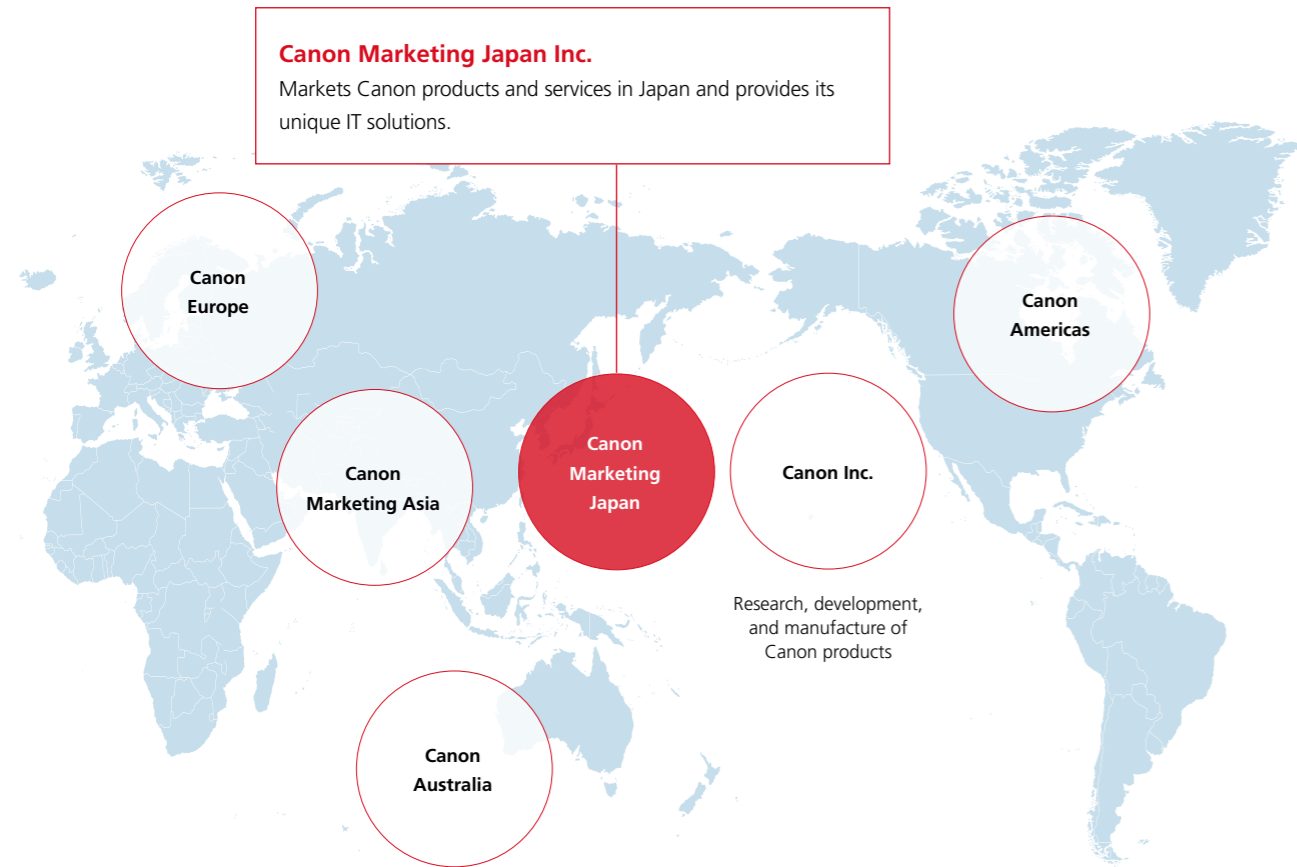 Canon Marketing Japan Inc.
Markets Canon products and services in Japan and provides its
unique IT solutions.
Canon
Europe
Canon
Americas
Canon
Marketing Asia
Canon
Marketing
Japan
Canon Inc.
Research, development,
and manufacture of
Canon products
Canon
Australia